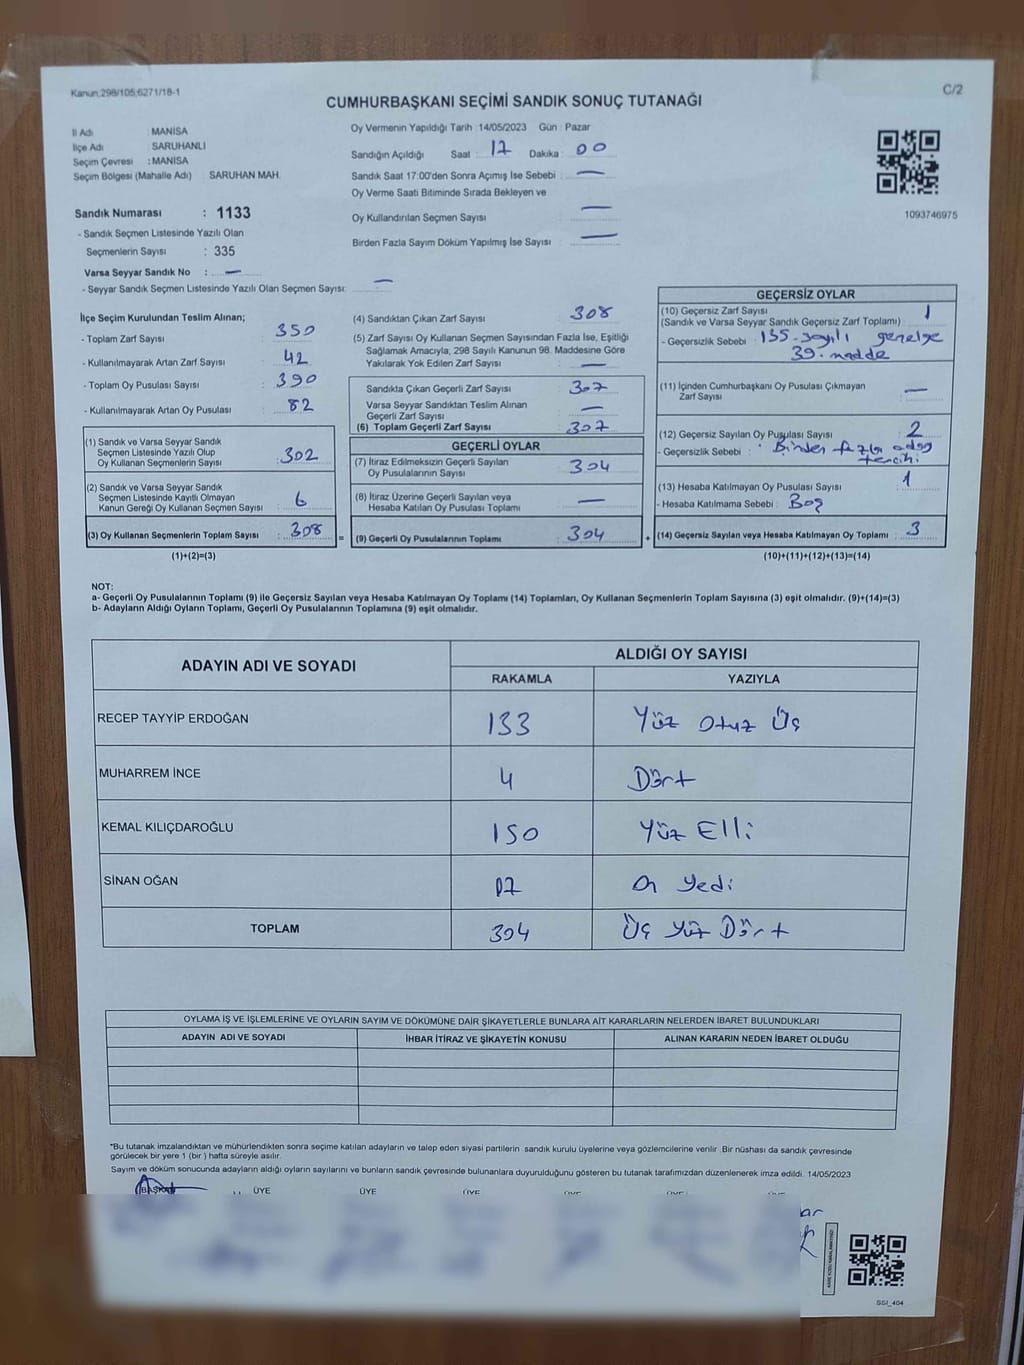 Kanun;298/105;6271/18-1
C/2
CUMHURBAŞKANI SEÇİMİ SANDIK SONUÇ TUTANAĞI
İl Adı : MANİSA
İlçe Adı : SARUHANLI
Seçim Çevresi : MANİSA
Seçim Bölgesi (Mahalle Adı) : SARUHAN MAH.
Sandık Numarası : 1133
- Sandık Seçmen Listesinde Yazılı Olan
Seçmenlerin Sayısı : 335
Varsa Seyyar Sandık No : —
- Seyyar Sandık Seçmen Listesinde Yazılı Olan Seçmen Sayısı: —
Oy Vermenin Yapıldığı Tarih : 14/05/2023 Gün : Pazar
Sandığın Açıldığı Saat : 17 Dakika : 00
Sandık Saat 17:00'den Sonra Açımış İse Sebebi : —
Oy Verme Saati Bitiminde Sırada Bekleyen ve
Oy Kullandırılan Seçmen Sayısı : —
Birden Fazla Sayım Döküm Yapılmış İse Sayısı : —
1093746975
İlçe Seçim Kurulundan Teslim Alınan;
- Toplam Zarf Sayısı : 350
- Kullanılmayarak Artan Zarf Sayısı : 42
- Toplam Oy Pusulası Sayısı : 390
- Kullanılmayarak Artan Oy Pusulası : 82
(1) Sandık ve Varsa Seyyar Sandık
Seçmen Listesinde Yazılı Olup
Oy Kullanan Seçmenlerin Sayısı : 302
(2) Sandık ve Varsa Seyyar Sandık
Seçmen Listesinde Kayıtlı Olmayan
Kanun Gereği Oy Kullanan Seçmen Sayısı : 6
(3) Oy Kullanan Seçmenlerin Toplam Sayısı : 308 =
(1)+(2)=(3)
(4) Sandıktan Çıkan Zarf Sayısı : 308
(5) Zarf Sayısı Oy Kullanan Seçmen Sayısından Fazla İse, Eşitliği
Sağlamak Amacıyla, 298 Sayılı Kanunun 98. Maddesine Göre
Yakılarak Yok Edilen Zarf Sayısı : —
Sandıkta Çıkan Geçerli Zarf Sayısı : 307
Varsa Seyyar Sandıktan Teslim Alınan
Geçerli Zarf Sayısı : —
(6) Toplam Geçerli Zarf Sayısı : 307
GEÇERLİ OYLAR
(7) İtiraz Edilmeksizin Geçerli Sayılan
Oy Pusulalarının Sayısı : 304
(8) İtiraz Üzerine Geçerli Sayılan veya
Hesaba Katılan Oy Pusulası Toplamı : —
(9) Geçerli Oy Pusulalarının Toplamı : 304 +
GEÇERSİZ OYLAR
(10) Geçersiz Zarf Sayısı
(Sandık ve Varsa Seyyar Sandık Geçersiz Zarf Toplamı) : 1
- Geçersizlik Sebebi : 135 sayılı genelge
39. madde
(11) İçinden Cumhurbaşkanı Oy Pusulası Çıkmayan
Zarf Sayısı : —
(12) Geçersiz Sayılan Oy Pusulası Sayısı : 2
- Geçersizlik Sebebi : Birden fazla aday
tercihi
(13) Hesaba Katılmayan Oy Pusulası Sayısı : 1
- Hesaba Katılmama Sebebi : Boş
(14) Geçersiz Sayılan veya Hesaba Katılmayan Oy Toplamı : 3
(10)+(11)+(12)+(13)=(14)
NOT:
a- Geçerli Oy Pusulalarının Toplamı (9) ile Geçersiz Sayılan veya Hesaba Katılmayan Oy Toplamı (14) Toplamları, Oy Kullanan Seçmenlerin Toplam Sayısına (3) eşit olmalıdır. (9)+(14)=(3)
b- Adayların Aldığı Oyların Toplamı, Geçerli Oy Pusulalarının Toplamına (9) eşit olmalıdır.
ADAYIN ADI VE SOYADI ALDIĞI OY SAYISI
RAKAMLA YAZIYLA
RECEP TAYYİP ERDOĞAN 133 Yüz Otuz Üç
MUHARREM İNCE 4 Dört
KEMAL KILIÇDAROĞLU 150 Yüz Elli
SİNAN OĞAN 17 On Yedi
TOPLAM 304 Üç Yüz Dört
OYLAMA İŞ VE İŞLEMLERİNE VE OYLARIN SAYIM VE DÖKÜMÜNE DAİR ŞİKAYETLERLE BUNLARA AİT KARARLARIN NELERDEN İBARET BULUNDUKLARI
ADAYIN ADI VE SOYADI İHBAR İTİRAZ VE ŞİKAYETİN KONUSU ALINAN KARARIN NEDEN İBARET OLDUĞU
*Bu tutanak imzalandıktan ve mühürlendikten sonra seçime katılan adayların ve talep eden siyasi partilerin sandık kurulu üyelerine veya gözlemcilerine verilir. Bir nüshası da sandık çevresinde
görülecek bir yere 1 (bir) hafta süreyle asılır.
Sayım ve döküm sonucunda adayların aldığı oyların sayılarını ve bunların sandık çevresinde bulunanlara duyurulduğunu gösteren bu tutanak tarafımızdan düzenlenerek imza edildi. 14/05/2023
BAŞKAN ÜYE ÜYE ÜYE ÜYE ÜYE
SSI_404